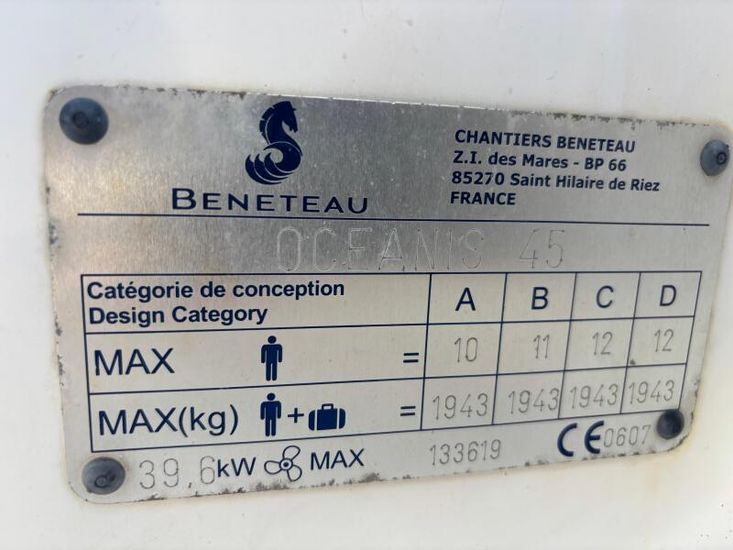 BENETEAU
CHANTIERS BENETEAU
Z.I. des Mares - BP 66
85270 Saint Hilaire de Riez
FRANCE
OCEANIS 45
Catégorie de conception
Design Category
A B C D
MAX = 10 11 12 12
MAX(kg) + = 1943 1943 1943 1943
39,6kW MAX 133619 CE0607